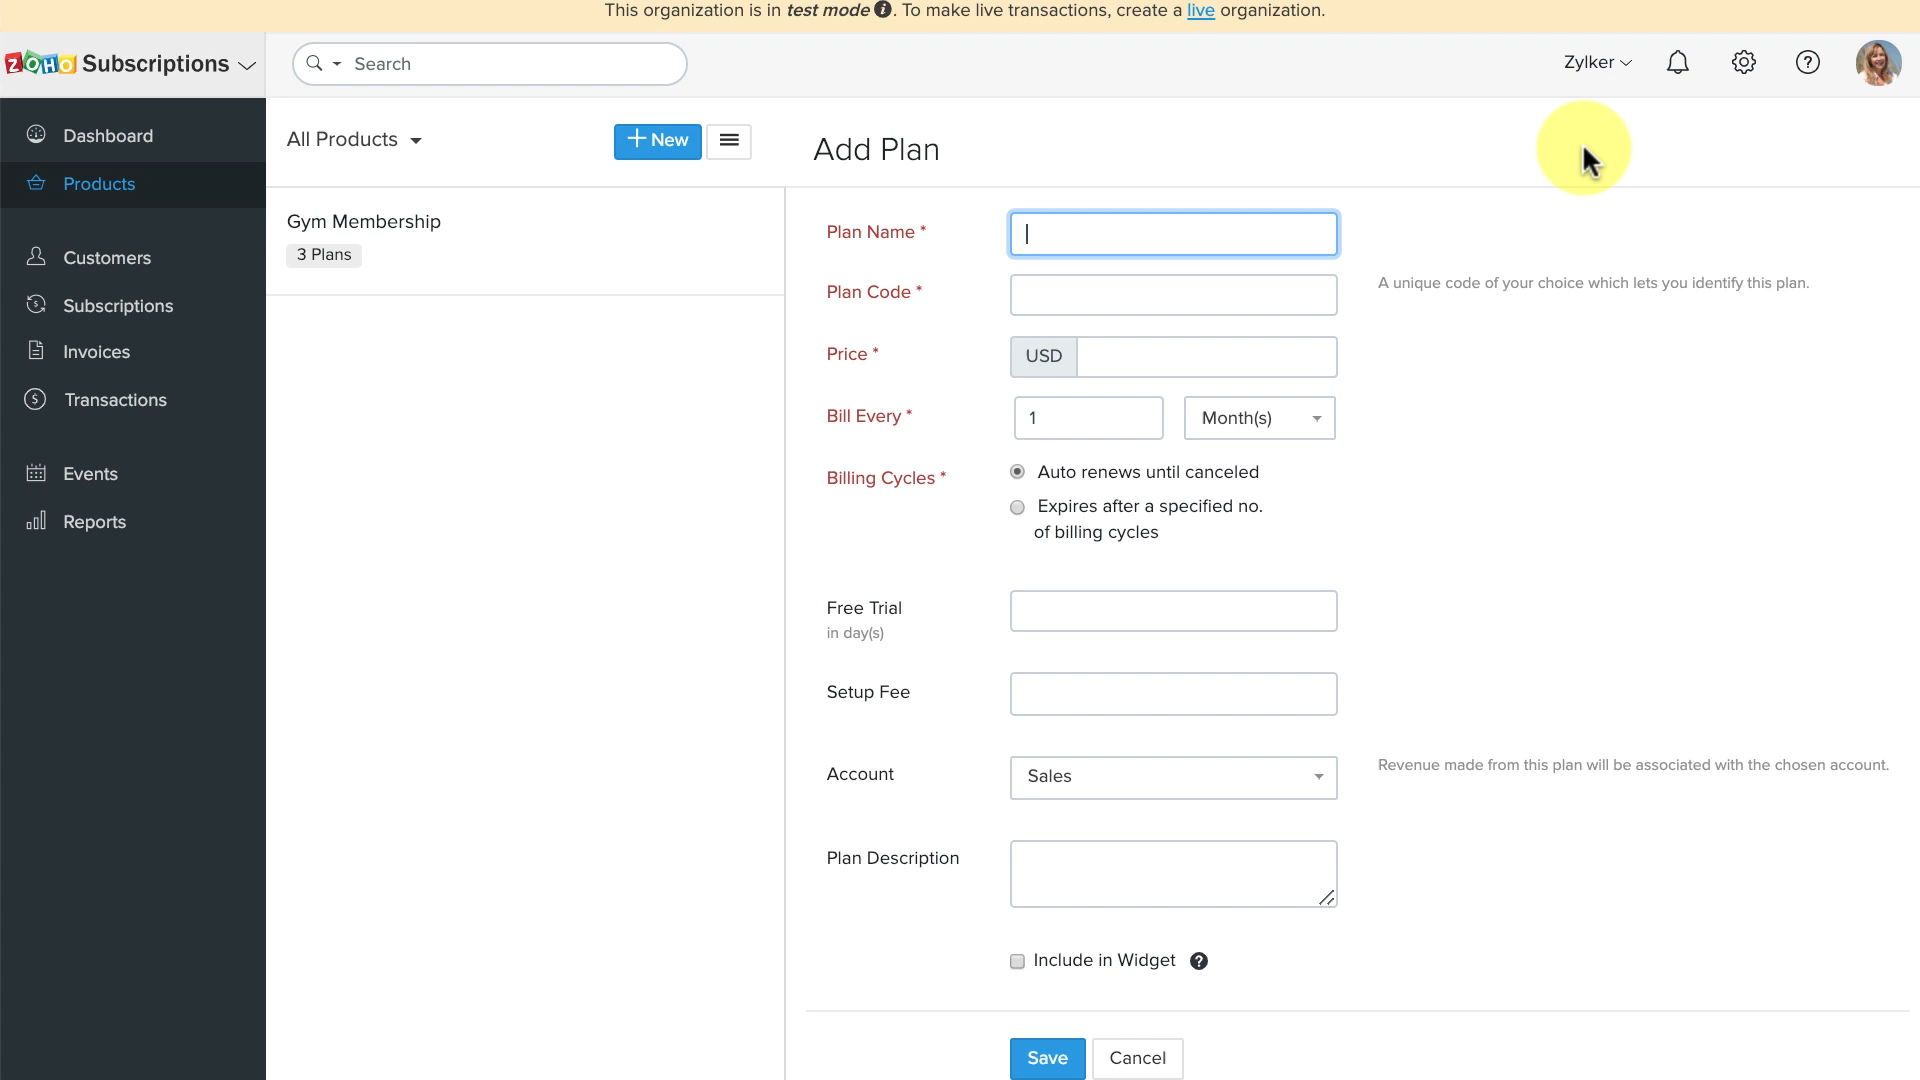 This organization is in test mode. To make live transactions, create a live organization.
ZOHO Subscriptions
Search
Zylker
Dashboard
Products
Customers
Subscriptions
Invoices
Transactions
Events
Reports
All Products
+ New
Gym Membership
3 Plans
Add Plan
Plan Name *
Plan Code *
A unique code of your choice which lets you identify this plan.
Price *
USD
Bill Every *
1
Month(s)
Billing Cycles *
Auto renews until canceled
Expires after a specified no.
of billing cycles
Free Trial
in day(s)
Setup Fee
Account
Sales
Revenue made from this plan will be associated with the chosen account.
Plan Description
Include in Widget
Save
Cancel